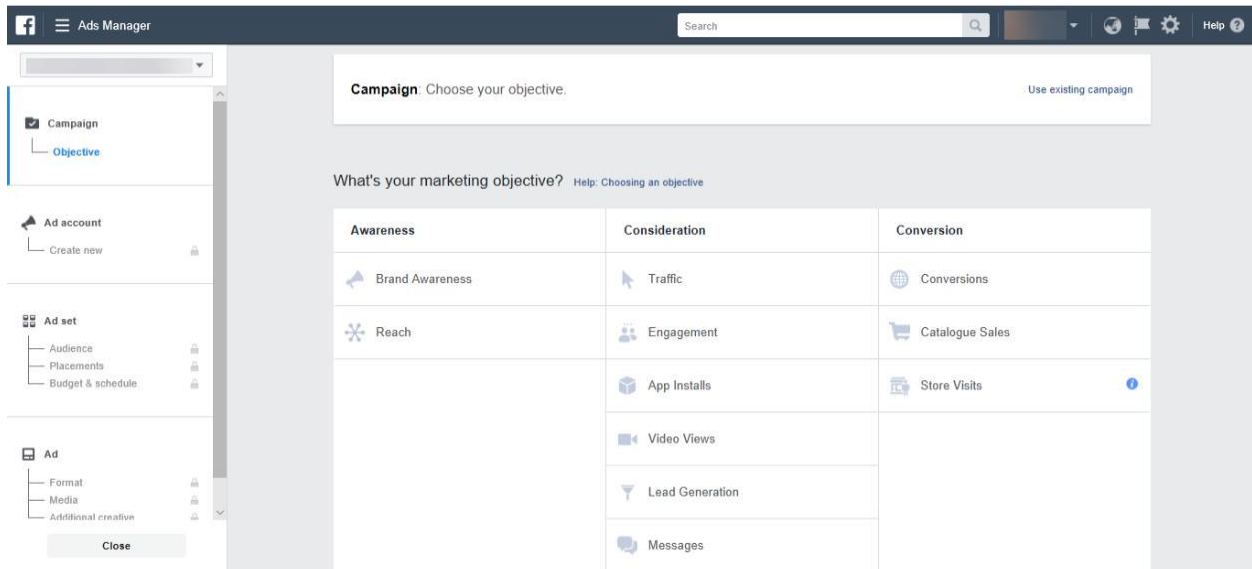 f Ads Manager Search Help ?
Campaign
Objective
Ad account
Create new
Ad set
Audience
Placements
Budget & schedule
Ad
Format
Media
Additional creative
Close
Campaign: Choose your objective. Use existing campaign
What's your marketing objective? Help: Choosing an objective
Awareness Consideration Conversion
Brand Awareness Traffic Conversions
Reach Engagement Catalogue Sales
App Installs Store Visits i
Video Views
Lead Generation
Messages